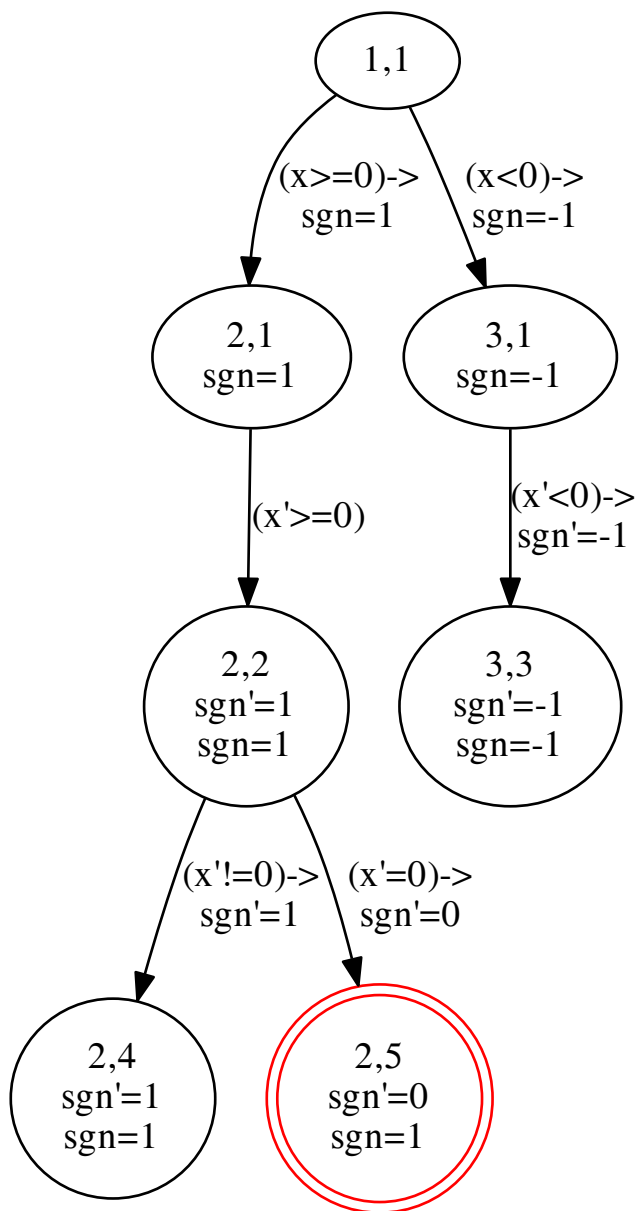 1,1
(x>=0)->
sgn=1
(x<0)->
sgn=-1
2,1
sgn=1
3,1
sgn=-1
(x'>=0)
(x'<0)->
sgn'=-1
2,2
sgn'=1
sgn=1
3,3
sgn'=-1
sgn=-1
(x'!=0)->
sgn'=1
(x'=0)->
sgn'=0
2,4
sgn'=1
sgn=1
2,5
sgn'=0
sgn=1